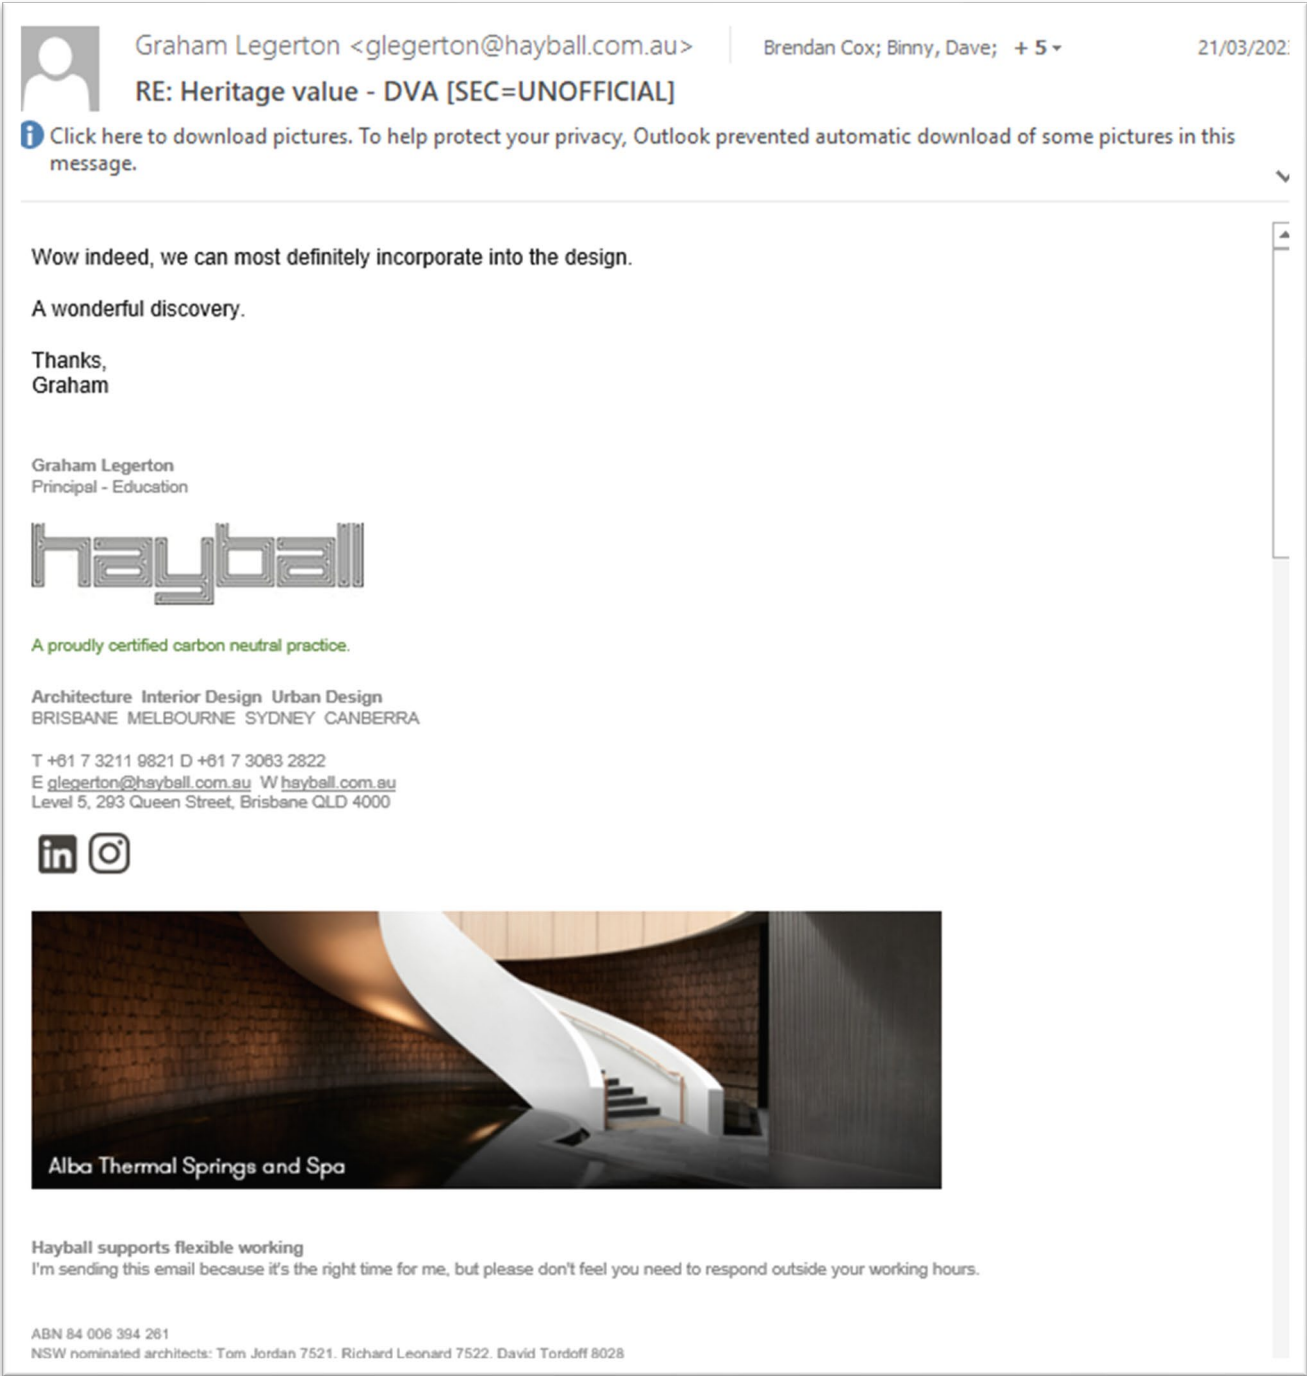 Graham Legerton <glegerton@hayball.com.au>
Brendan Cox; Binny, Dave; + 5
21/03/202
RE: Heritage value - DVA [SEC=UNOFFICIAL]
Click here to download pictures. To help protect your privacy, Outlook prevented automatic download of some pictures in this
message.
Wow indeed, we can most definitely incorporate into the design.
A wonderful discovery.
Thanks,
Graham
Graham Legerton
Principal - Education
hayball
A proudly certified carbon neutral practice.
Architecture Interior Design Urban Design
BRISBANE MELBOURNE SYDNEY CANBERRA
T +61 7 3211 9821 D +61 7 3063 2822
E glegerton@hayball.com.au W hayball.com.au
Level 5, 293 Queen Street, Brisbane QLD 4000
in
Alba Thermal Springs and Spa
Hayball supports flexible working
I'm sending this email because it's the right time for me, but please don't feel you need to respond outside your working hours.
ABN 84 006 394 261
NSW nominated architects: Tom Jordan 7521. Richard Leonard 7522. David Tordoff 8028